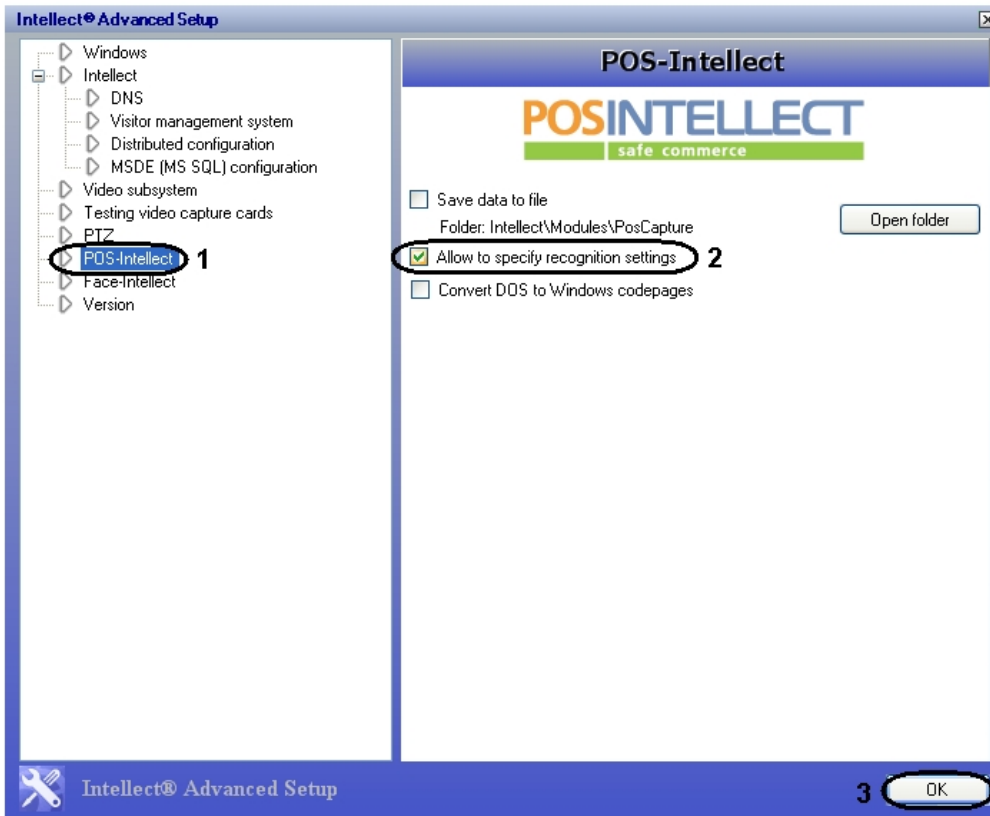 Intellect® Advanced Setup
Windows
Intellect
DNS
Visitor management system
Distributed configuration
MSDE (MS SQL) configuration
Video subsystem
Testing video capture cards
PTZ
POS-Intellect 1
Face-Intellect
Version
POS-Intellect
POSINTELLECT
safe commerce
Save data to file
Folder: Intellect\Modules\PosCapture
Open folder
Allow to specify recognition settings 2
Convert DOS to Windows codepages
Intellect® Advanced Setup
3 OK